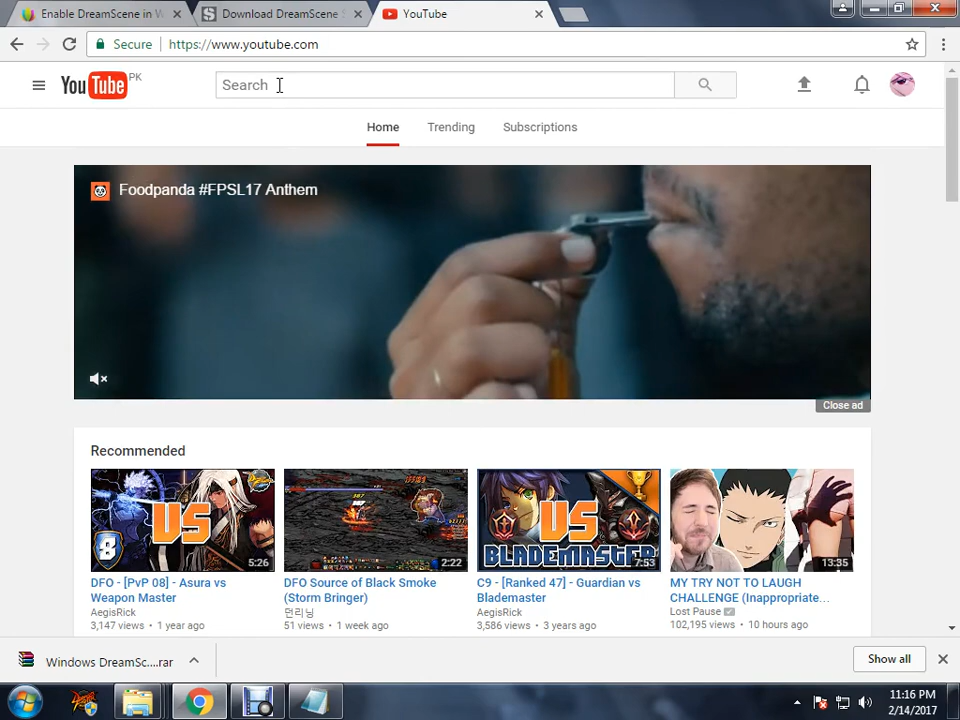 Enable DreamScene in W
Download DreamScene S
YouTube
Secure
https://www.youtube.com
YouTube PK
Search
Home
Trending
Subscriptions
Foodpanda #FPSL17 Anthem
Close ad
Recommended
VS
8
5:26
2:22
VS
BLADEMASTER
7:53
13:35
DFO - [PvP 08] - Asura vs
Weapon Master
AegisRick
3,147 views • 1 year ago
DFO Source of Black Smoke
(Storm Bringer)
던리닝
51 views • 1 week ago
C9 - [Ranked 47] - Guardian vs
Blademaster
AegisRick
3,586 views • 3 years ago
MY TRY NOT TO LAUGH
CHALLENGE (Inappropriate...
Lost Pause
102,195 views • 10 hours ago
Windows DreamSc....rar
Show all
11:16 PM
2/14/2017